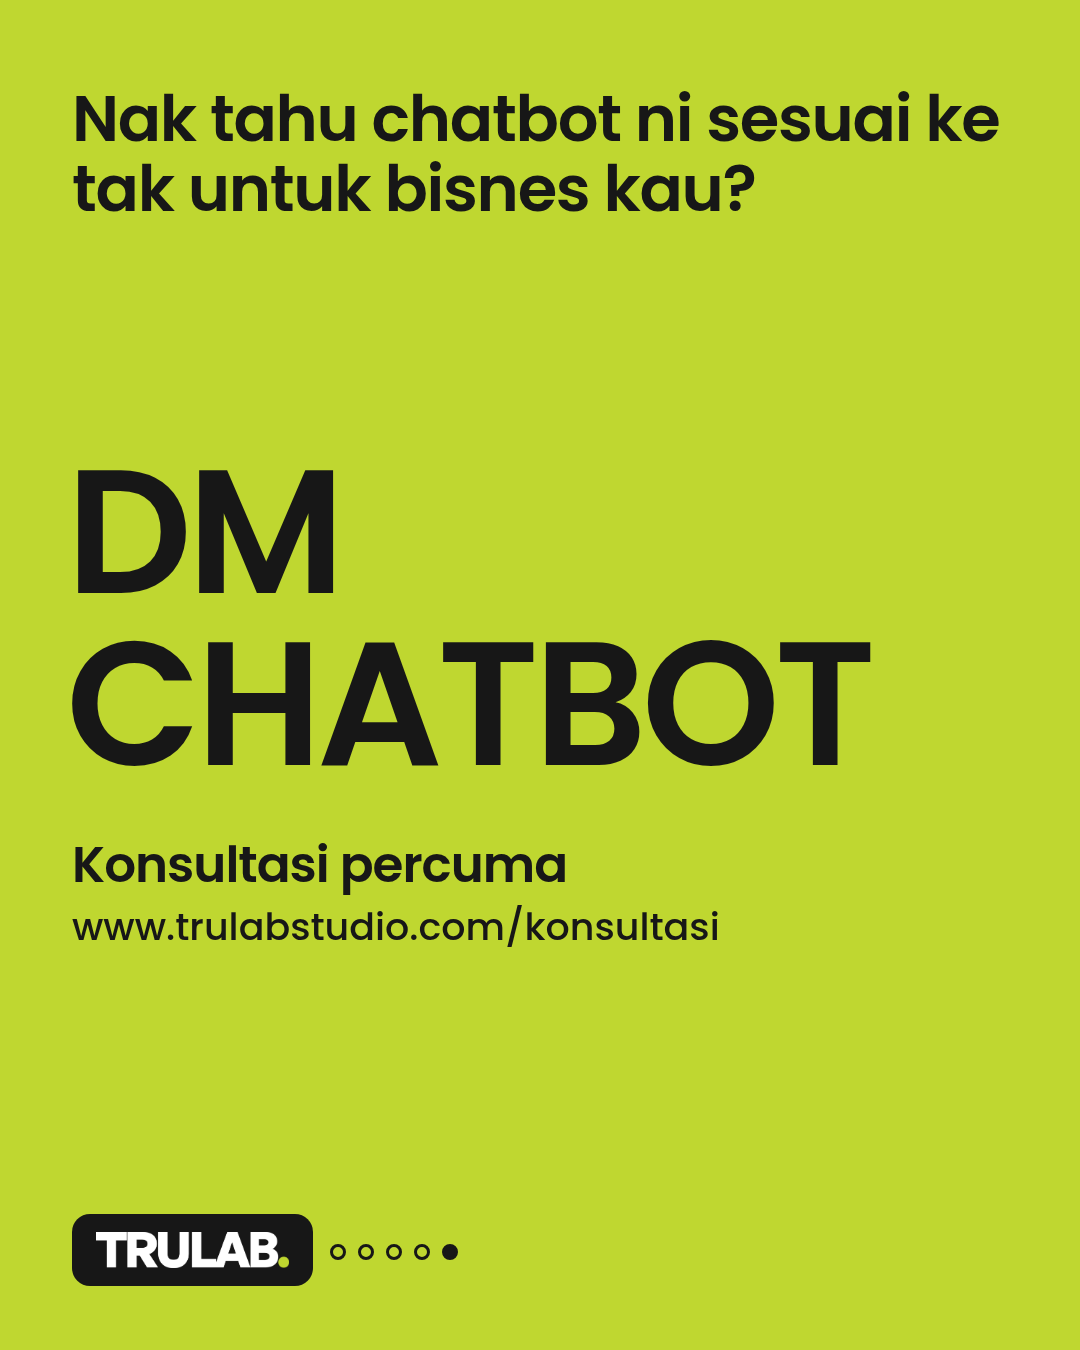 Nak tahu chatbot ni sesuai ke
tak untuk bisnes kau?
DM
CHATBOT
Konsultasi percuma
www.trulabstudio.com/konsultasi
TRULAB.